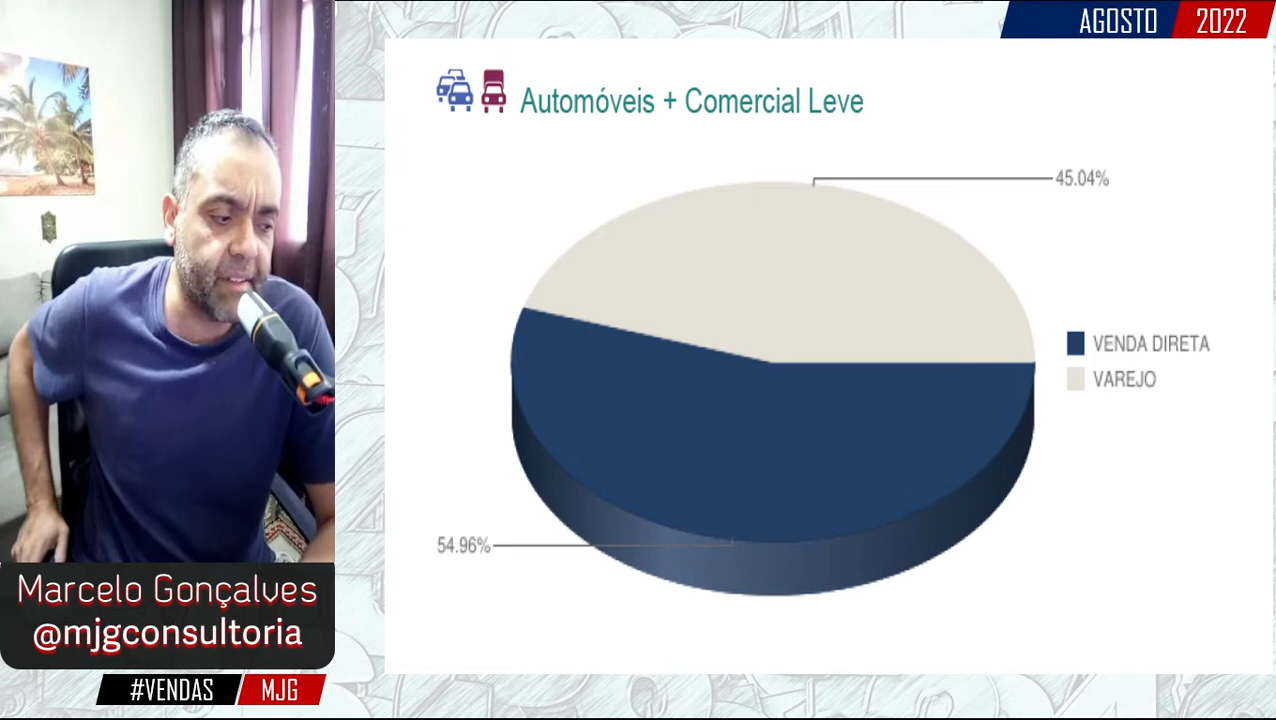 AGOSTO 2022
Automóveis + Comercial Leve
45.04%
VENDA DIRETA
VAREJO
54.96%
Marcelo Gonçalves
@mjgconsultoria
#VENDAS MJG